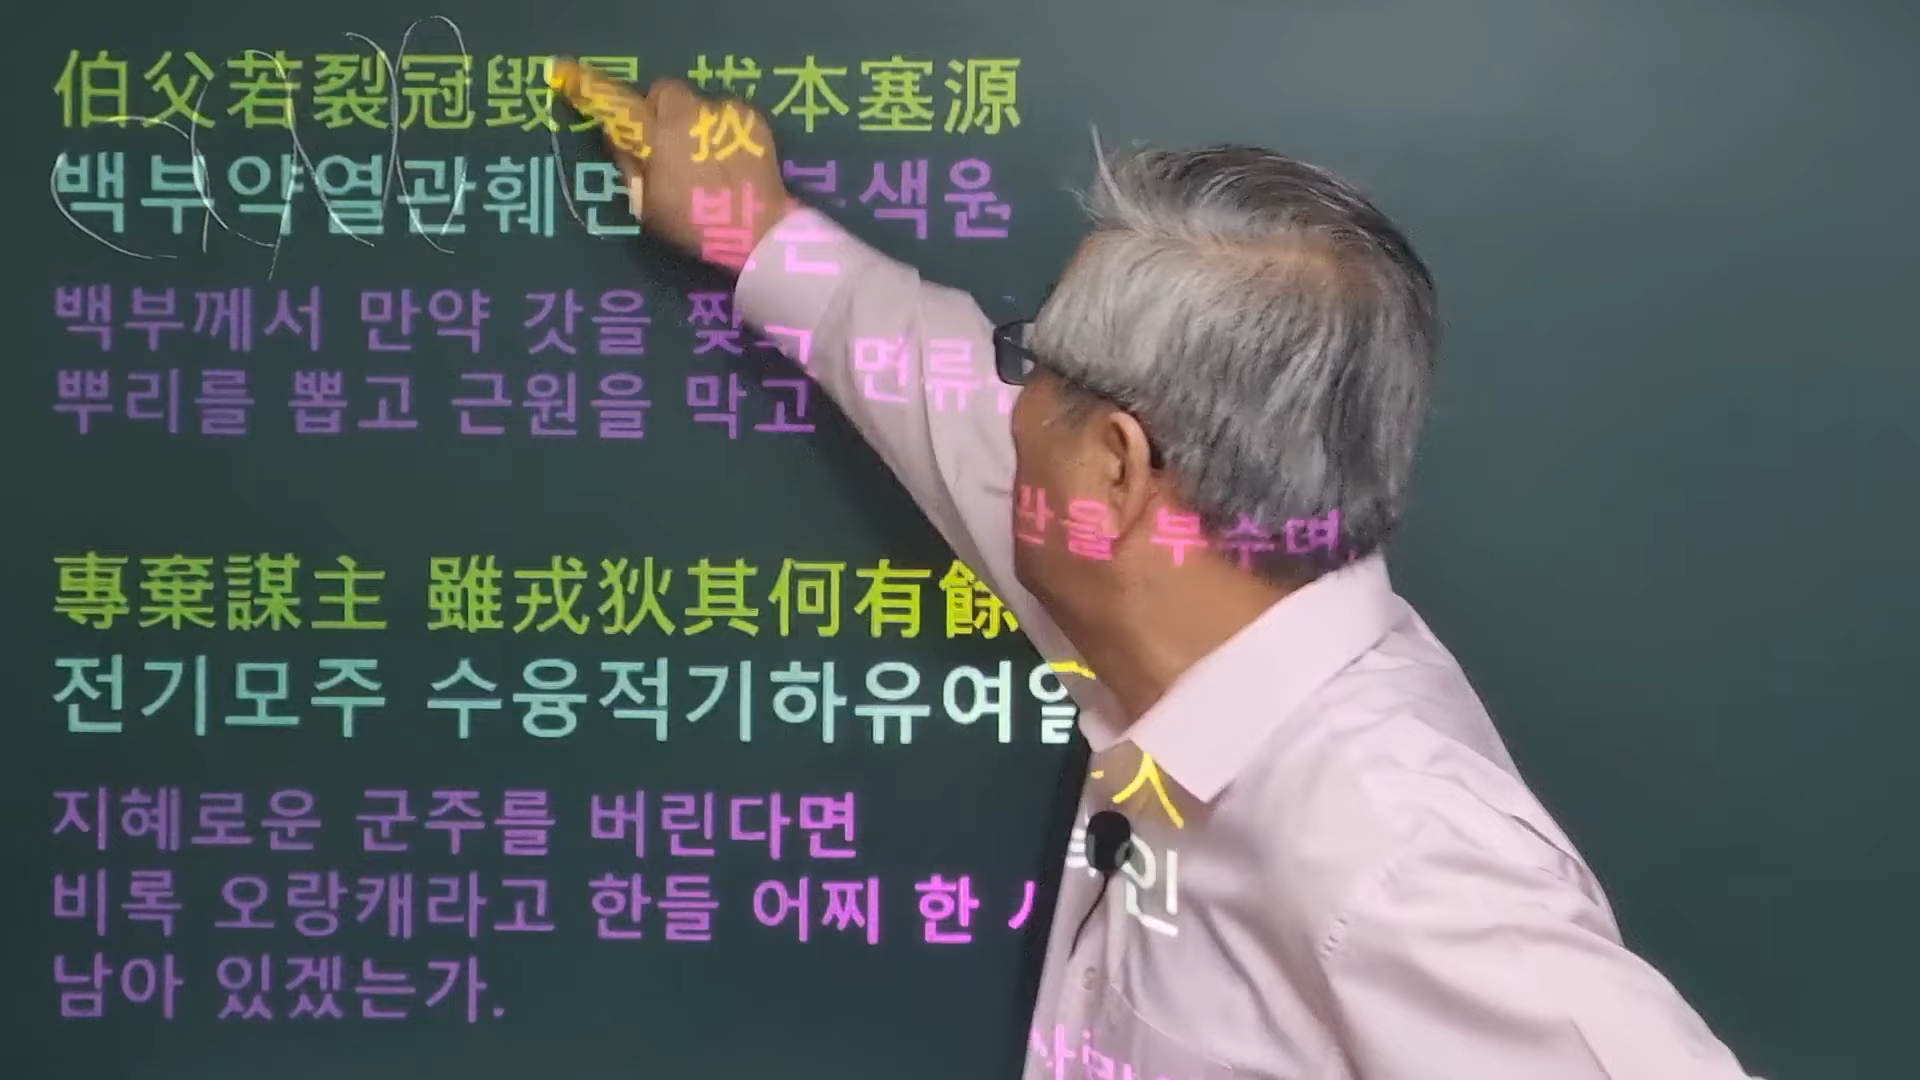 伯父若裂冠毁冕 拔本塞源
백부약열관훼면 발본색원
백부께서 만약 갓을 찢고 면류관을 부수며,
뿌리를 뽑고 근원을 막고
專棄謀主 雖戎狄其何有餘一人
전기모주 수융적기하유여일인
지혜로운 군주를 버린다면
비록 오랑캐라고 한들 어찌 한 사람
남아 있겠는가.